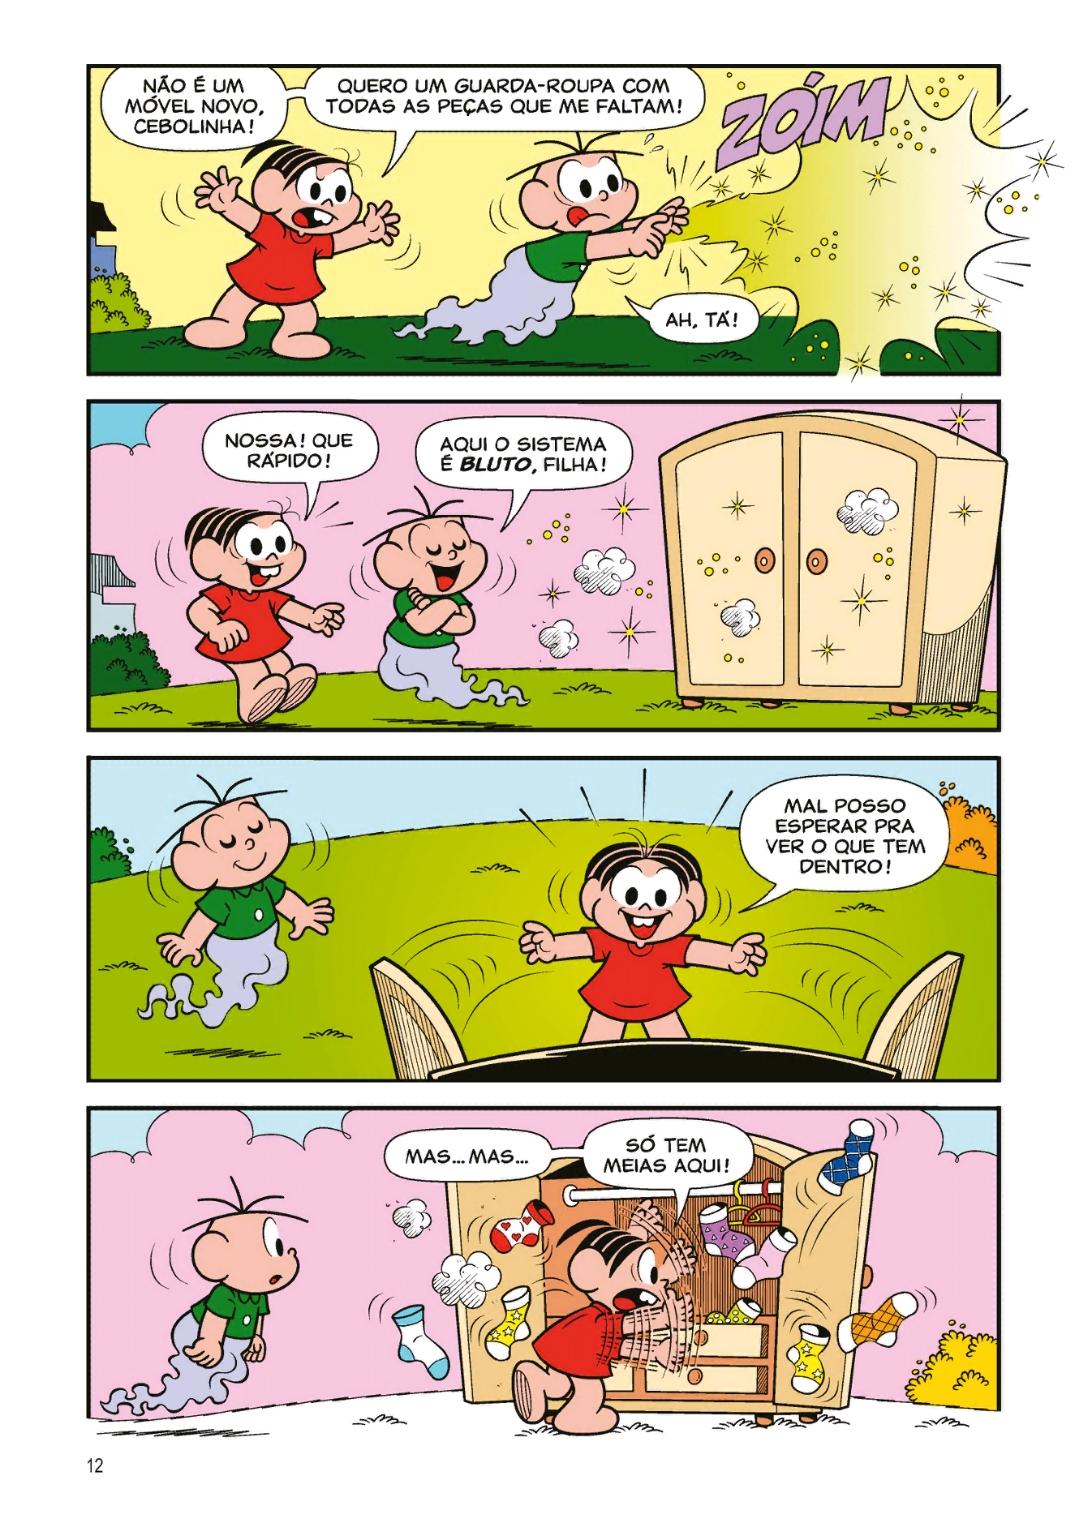 NÃO É UM
MÓVEL NOVO,
CEBOLINHA!
QUERO UM GUARDA-ROUPA COM
TODAS AS PEÇAS QUE ME FALTAM!
ZÓIM
AH, TÁ!
NOSSA! QUE
RÁPIDO!
AQUI O SISTEMA
É BLUTO, FILHA!
MAL POSSO
ESPERAR PRA
VER O QUE TEM
DENTRO!
MAS... MAS...
SÓ TEM
MEIAS AQUI!
12